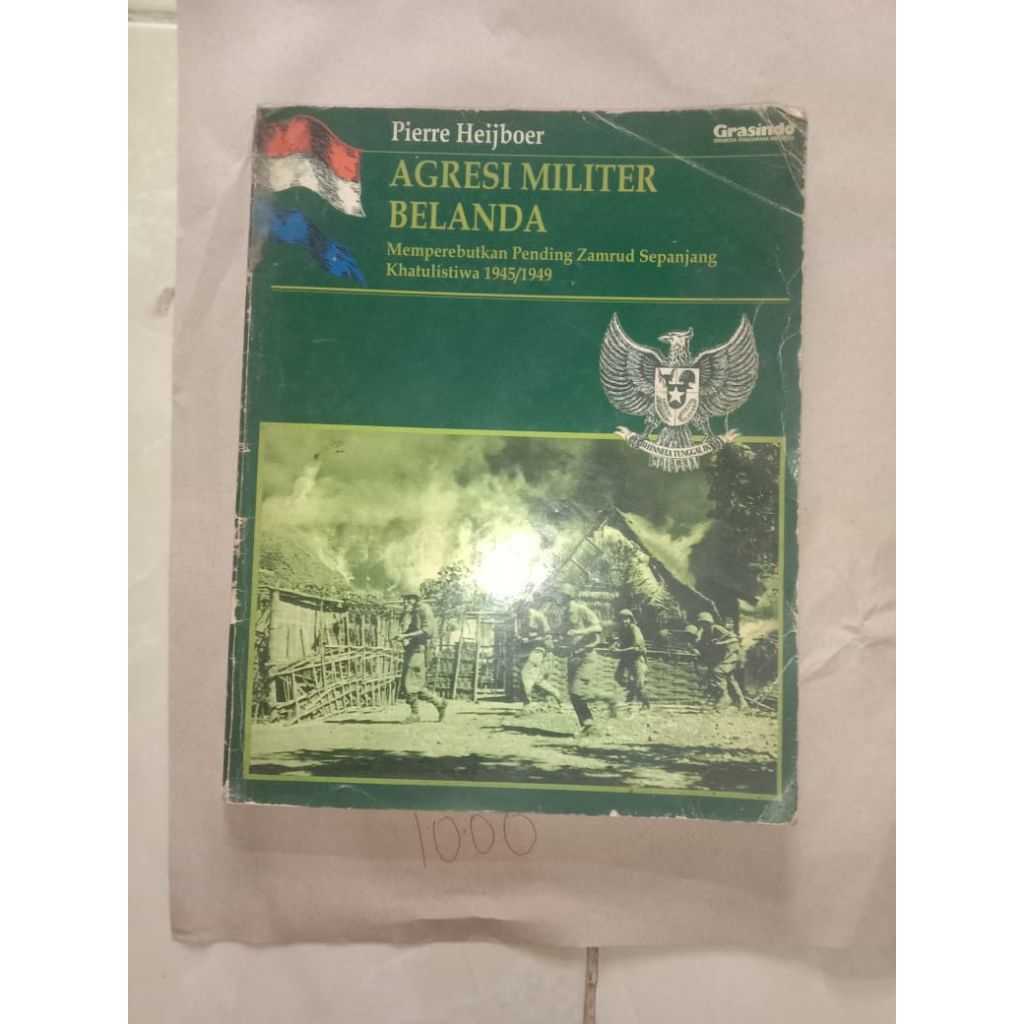 Pierre Heijboer
Grasindo
AGRESI MILITER
BELANDA
Memperebutkan Pending Zamrud Sepanjang
Khatulistiwa 1945/1949
BHINNEKA TUNGGAL IKA
1000